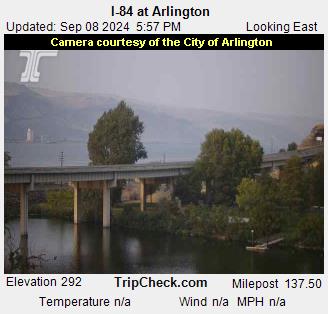 I-84 at Arlington
Updated: Sep 08 2024 5:57 PM Looking East
Camera courtesy of the City of Arlington
Elevation 292 TripCheck.com Milepost 137.50
Temperature n/a Wind n/a MPH n/a